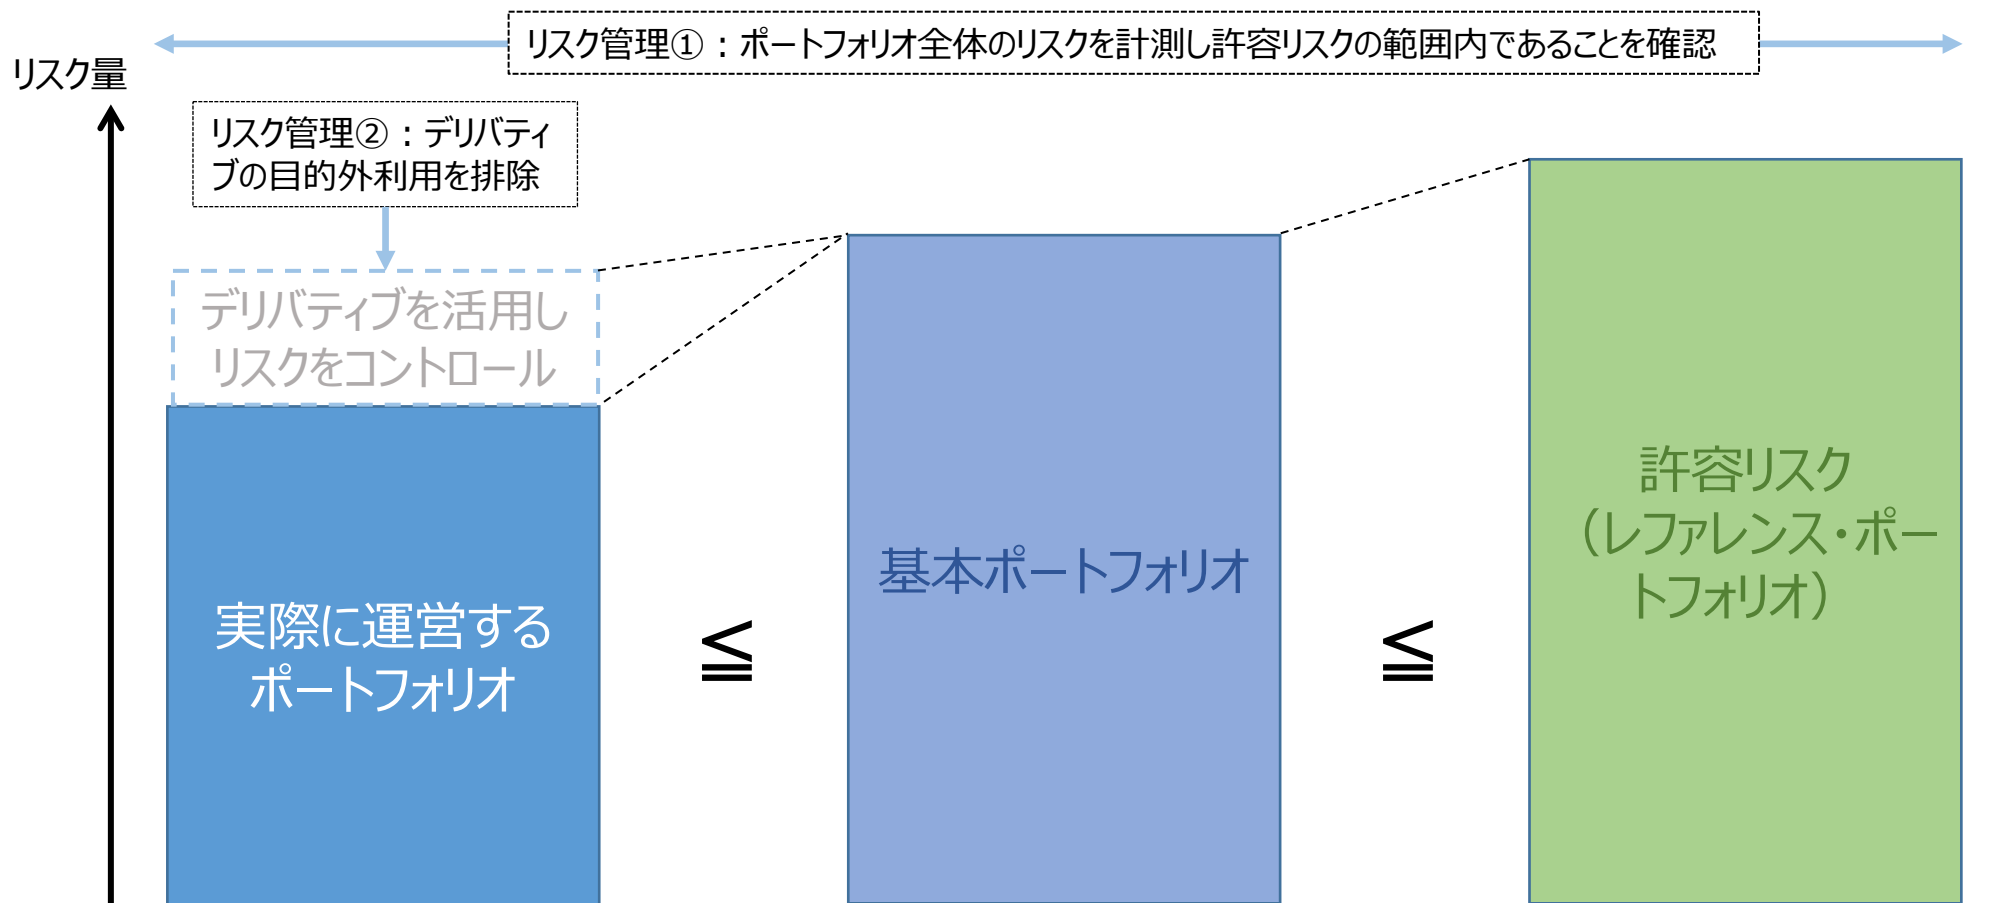 リスク管理①：ポートフォリオ全体のリスクを計測し許容リスクの範囲内であることを確認
リスク量
リスク管理②：デリバティ
ブの目的外利用を排除
デリバティブを活用し
リスクをコントロール
実際に運営する
ポートフォリオ
≦
基本ポートフォリオ
≦
許容リスク
（レファレンス・ポー
トフォリオ）